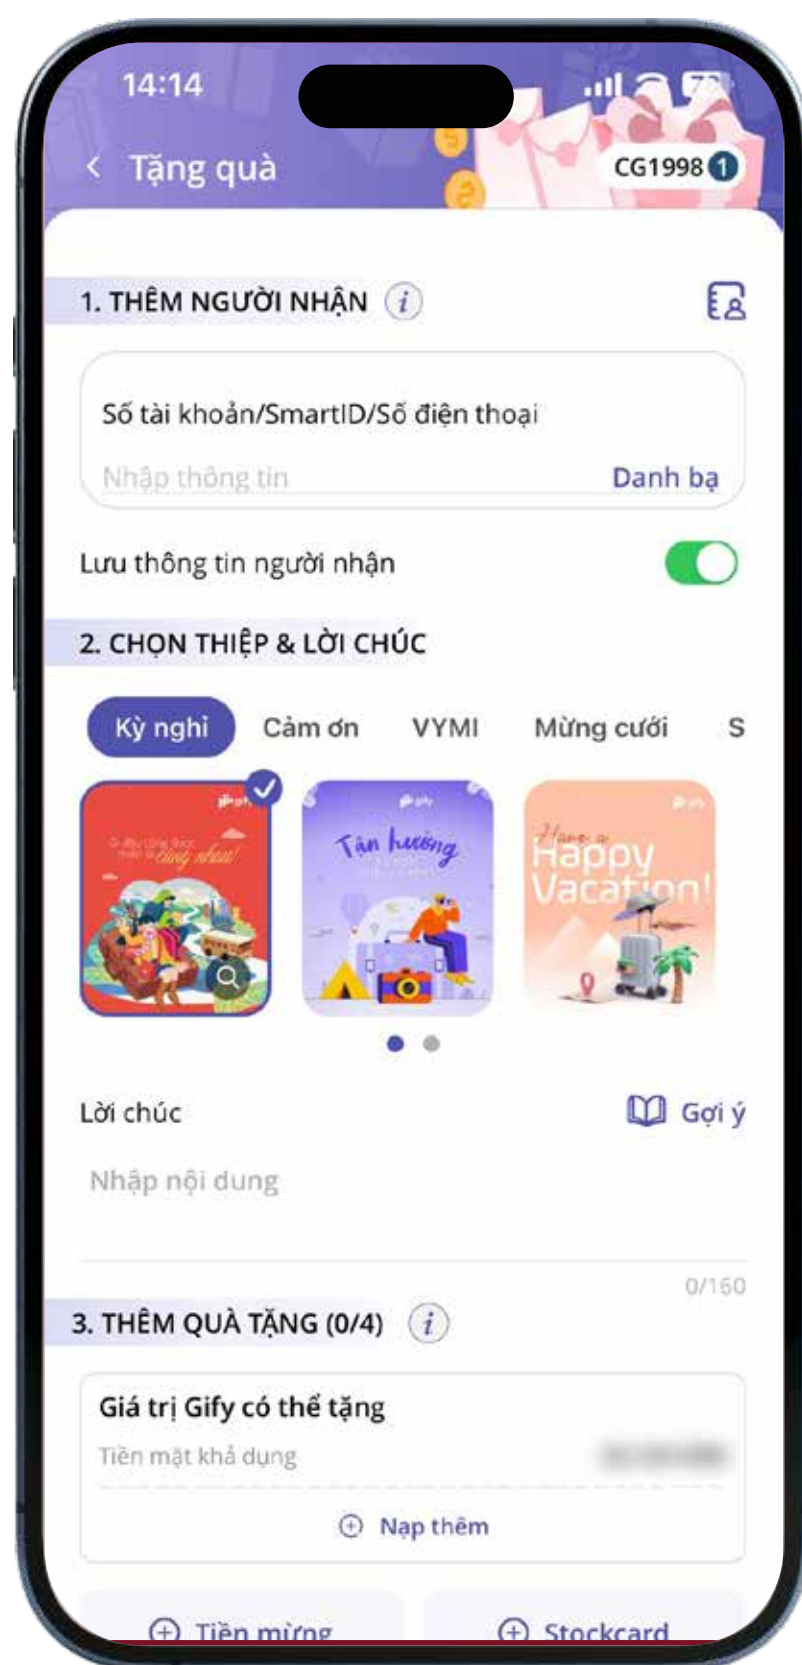 14:14
Tặng quà
CG1998 1
1. THÊM NGƯỜI NHẬN i
Số tài khoản/SmartID/Số điện thoại
Nhập thông tin Danh bạ
Lưu thông tin người nhận
2. CHỌN THIỆP & LỜI CHÚC
Kỳ nghỉ Cảm ơn VYMI Mừng cưới S
cùng nhau!
Tận hưởng
Have a
Happy
Vacation!
Lời chúc Gợi ý
Nhập nội dung
0/160
3. THÊM QUÀ TẶNG (0/4) i
Giá trị Gify có thể tặng
Tiền mặt khả dụng
Nạp thêm
Tiền mừng Stockcard